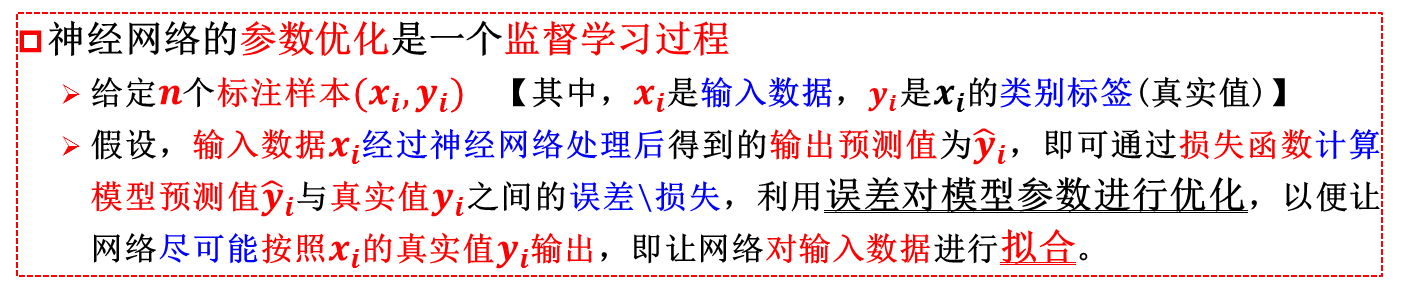 神经网络的参数优化是一个监督学习过程
给定n个标注样本(xᵢ, yᵢ) 【其中，xᵢ是输入数据，yᵢ是xᵢ的类别标签(真实值)】
假设，输入数据xᵢ经过神经网络处理后得到的输出预测值为ŷᵢ，即可通过损失函数计算
模型预测值ŷᵢ与真实值yᵢ之间的误差\损失，利用误差对模型参数进行优化，以便让
网络尽可能按照xᵢ的真实值yᵢ输出，即让网络对输入数据进行拟合。